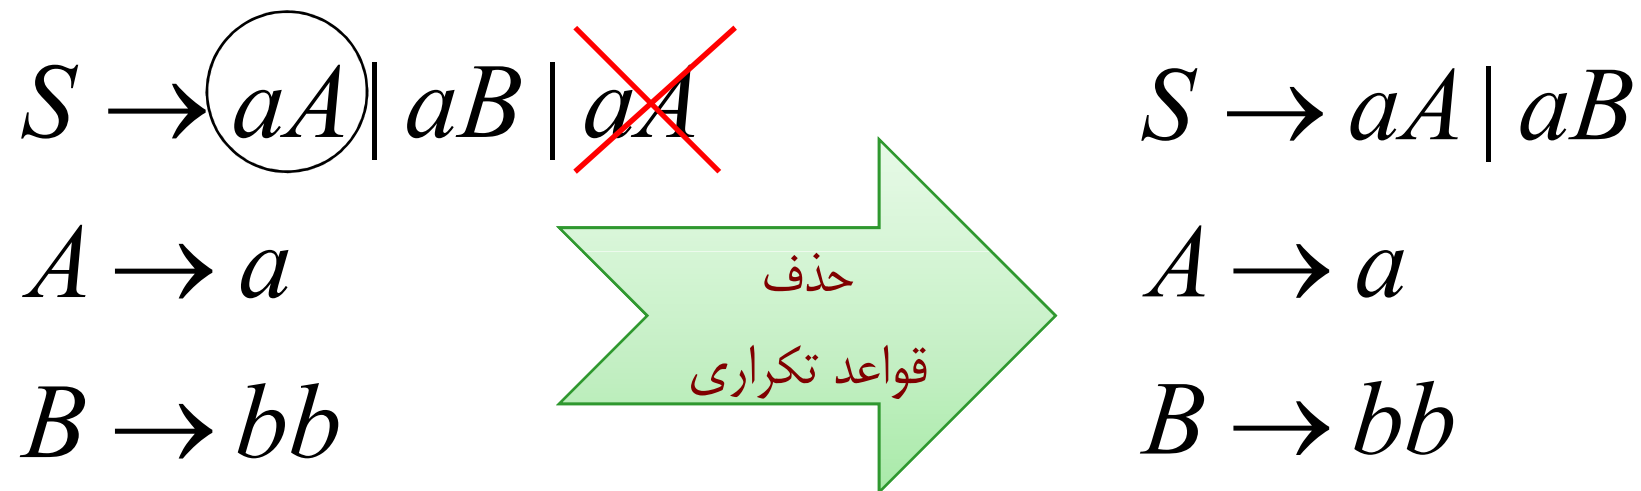 S → aA | aB | aA
A → a
B → bb
حذف
قواعد تکراری
S → aA | aB
A → a
B → bb